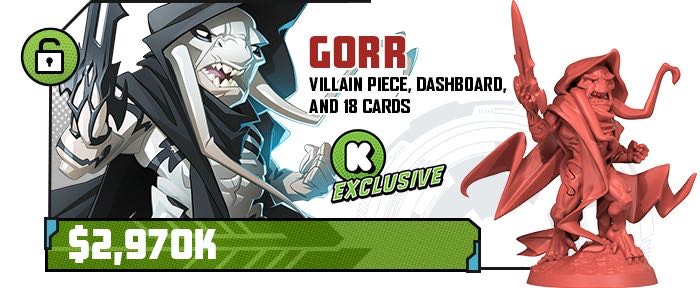 GORR
VILLAIN PIECE, DASHBOARD,
AND 18 CARDS
K
EXCLUSIVE
$2,970K